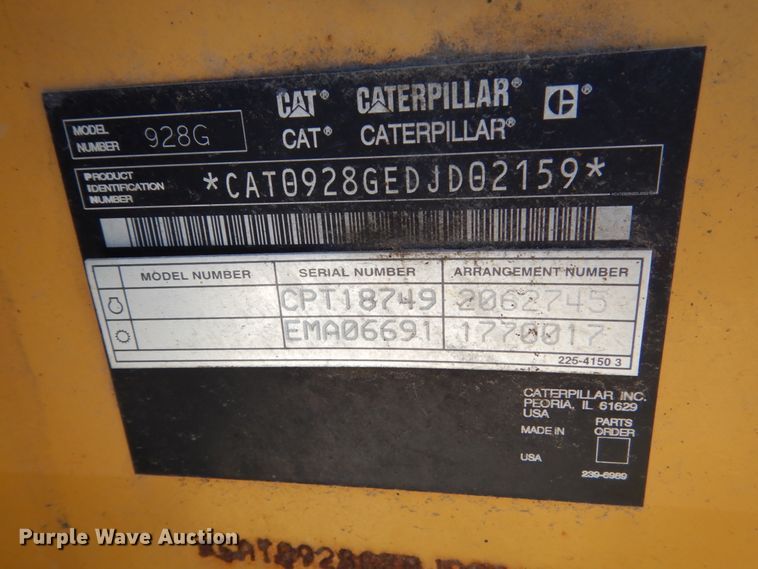 CAT® CATERPILLAR® C®
CAT® CATERPILLAR®
MODEL NUMBER 928G
PRODUCT IDENTIFICATION NUMBER *CAT0928GEDJD02159*
MODEL NUMBER SERIAL NUMBER ARRANGEMENT NUMBER
CPT18749 2062745
EMA06691 1770017
225-4150 3
CATERPILLAR INC.
PEORIA, IL 61629
USA
MADE IN PARTS ORDER
USA
239-6989
Purple Wave Auction